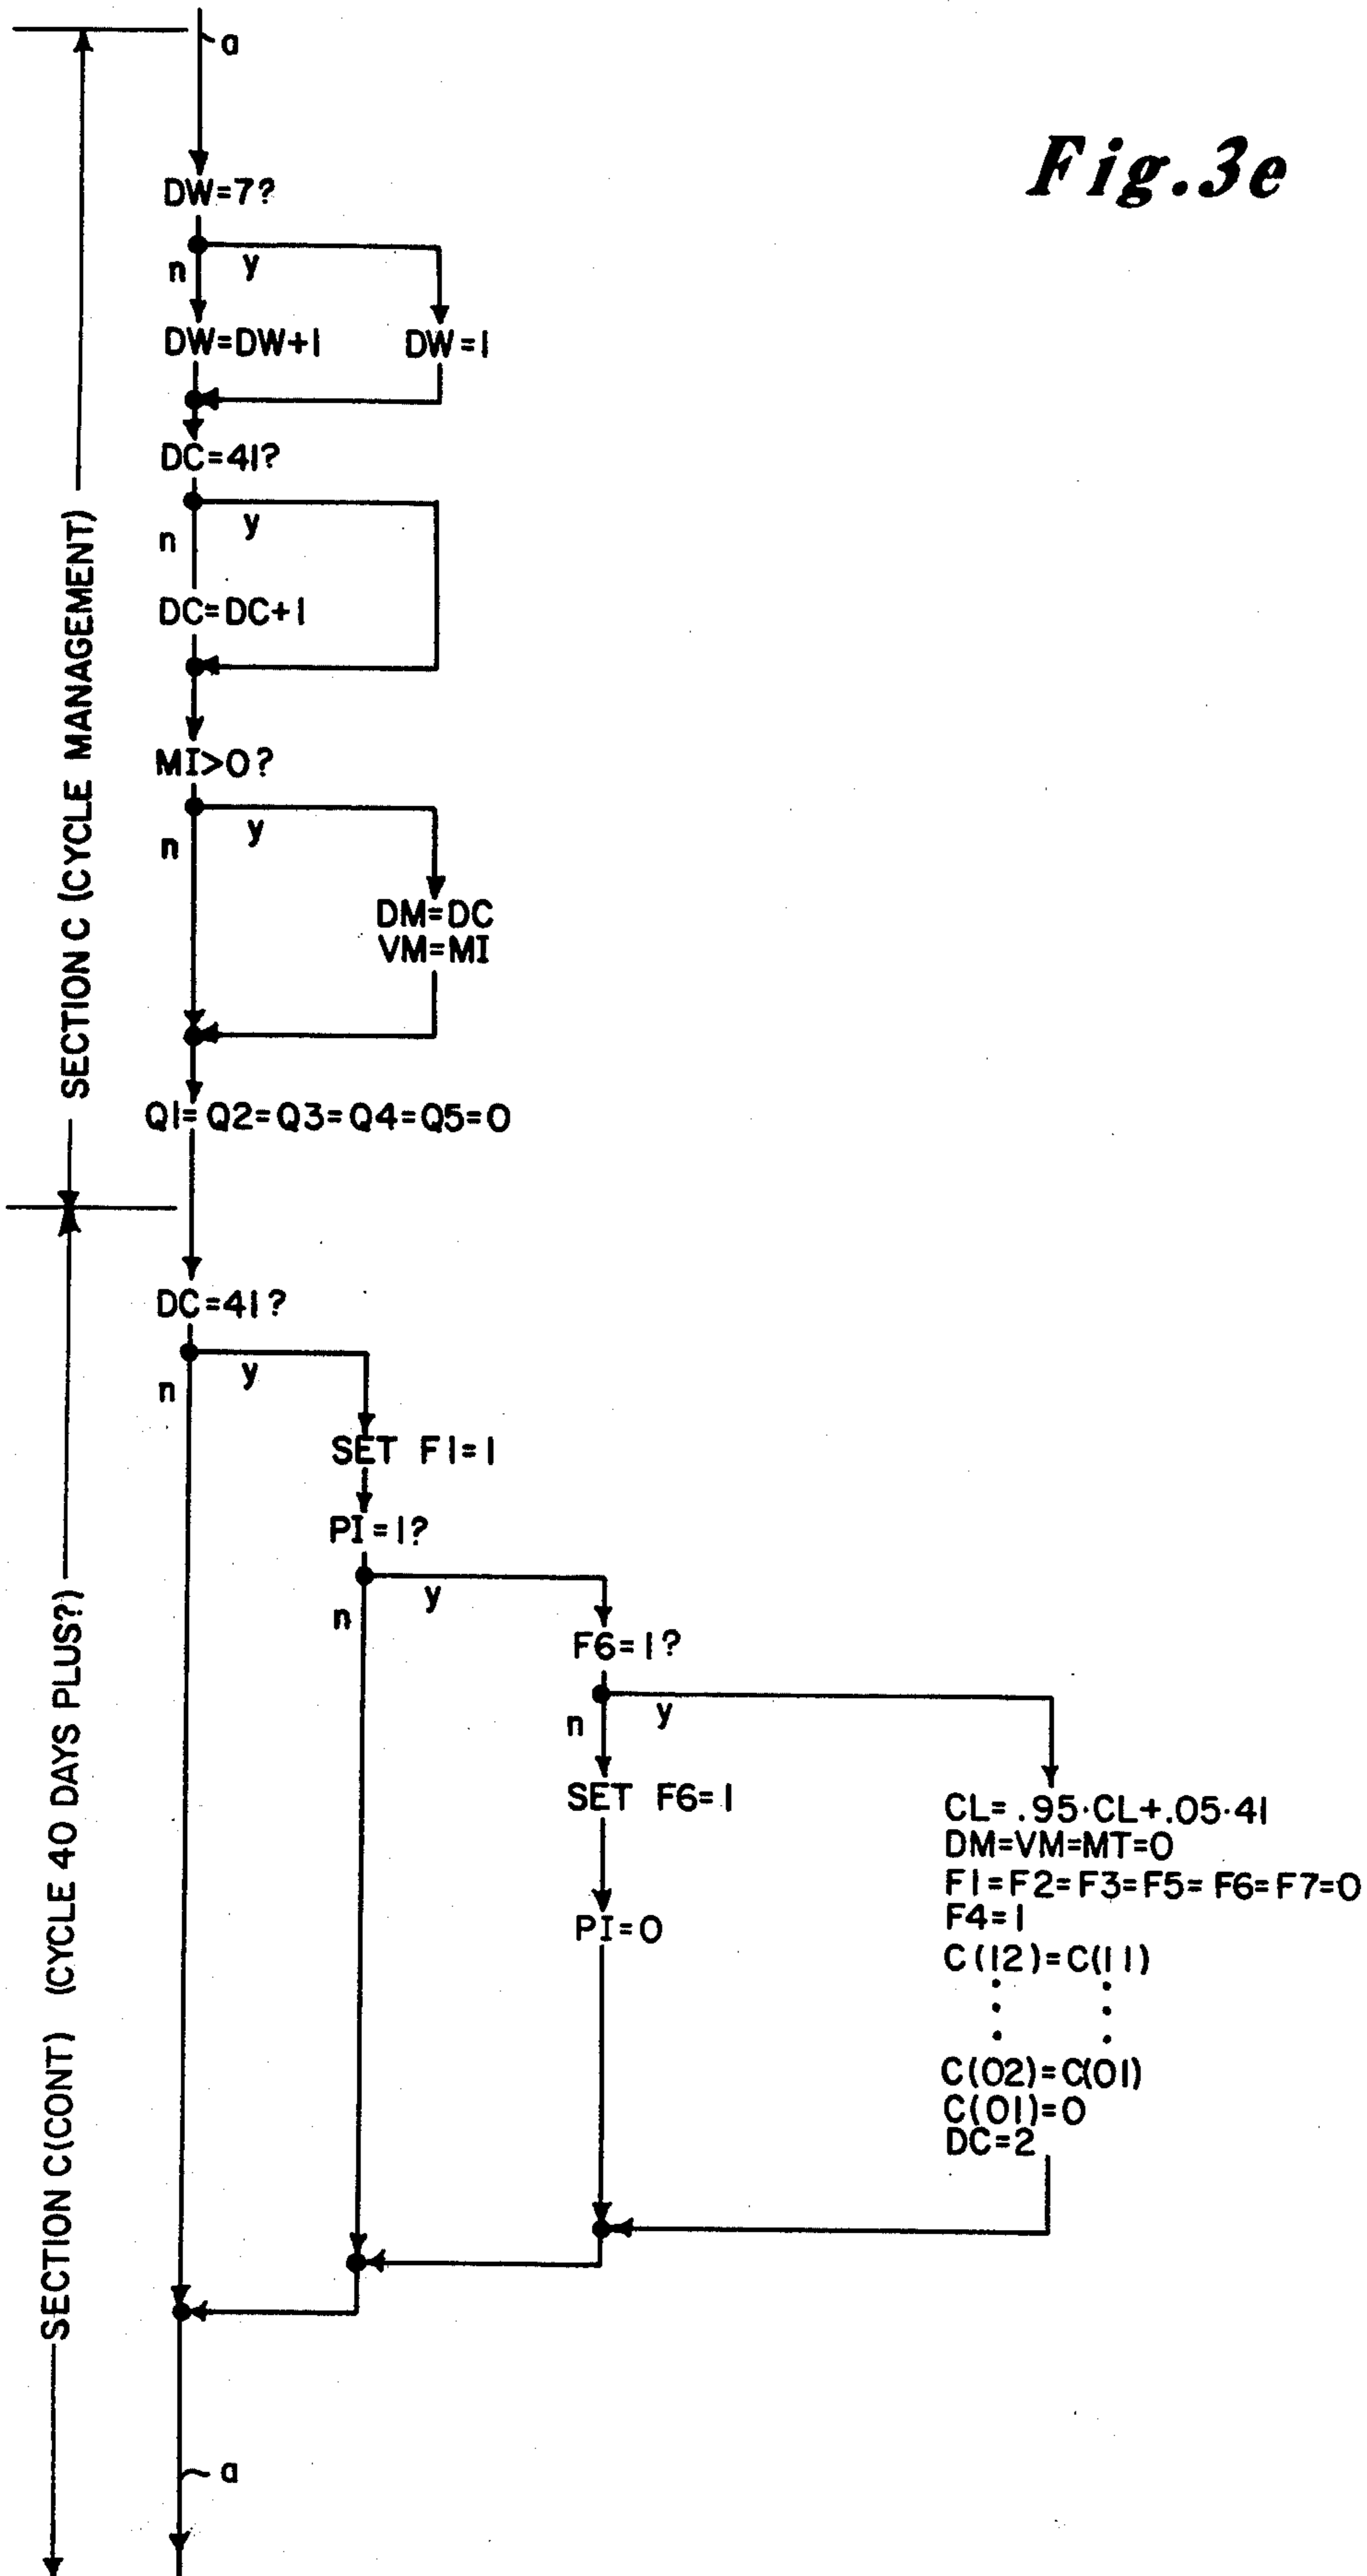 Fig.3e
a
DW=7?
n y
DW=DW+1 DW=1
DC=41?
n y
DC=DC+1
MI>0?
n y
DM=DC
VM=MI
Q1=Q2=Q3=Q4=Q5=0
SECTION C (CYCLE MANAGEMENT)
DC=41?
n y
SET F1=1
PI=1?
n y
F6=1?
n y
SET F6=1
PI=0
CL=.95·CL+.05·41
DM=VM=MT=0
F1=F2=F3=F5=F6=F7=0
F4=1
C(12)=C(11)
C(02)=C(01)
C(01)=0
DC=2
SECTION C(CONT) (CYCLE 40 DAYS PLUS?)
a